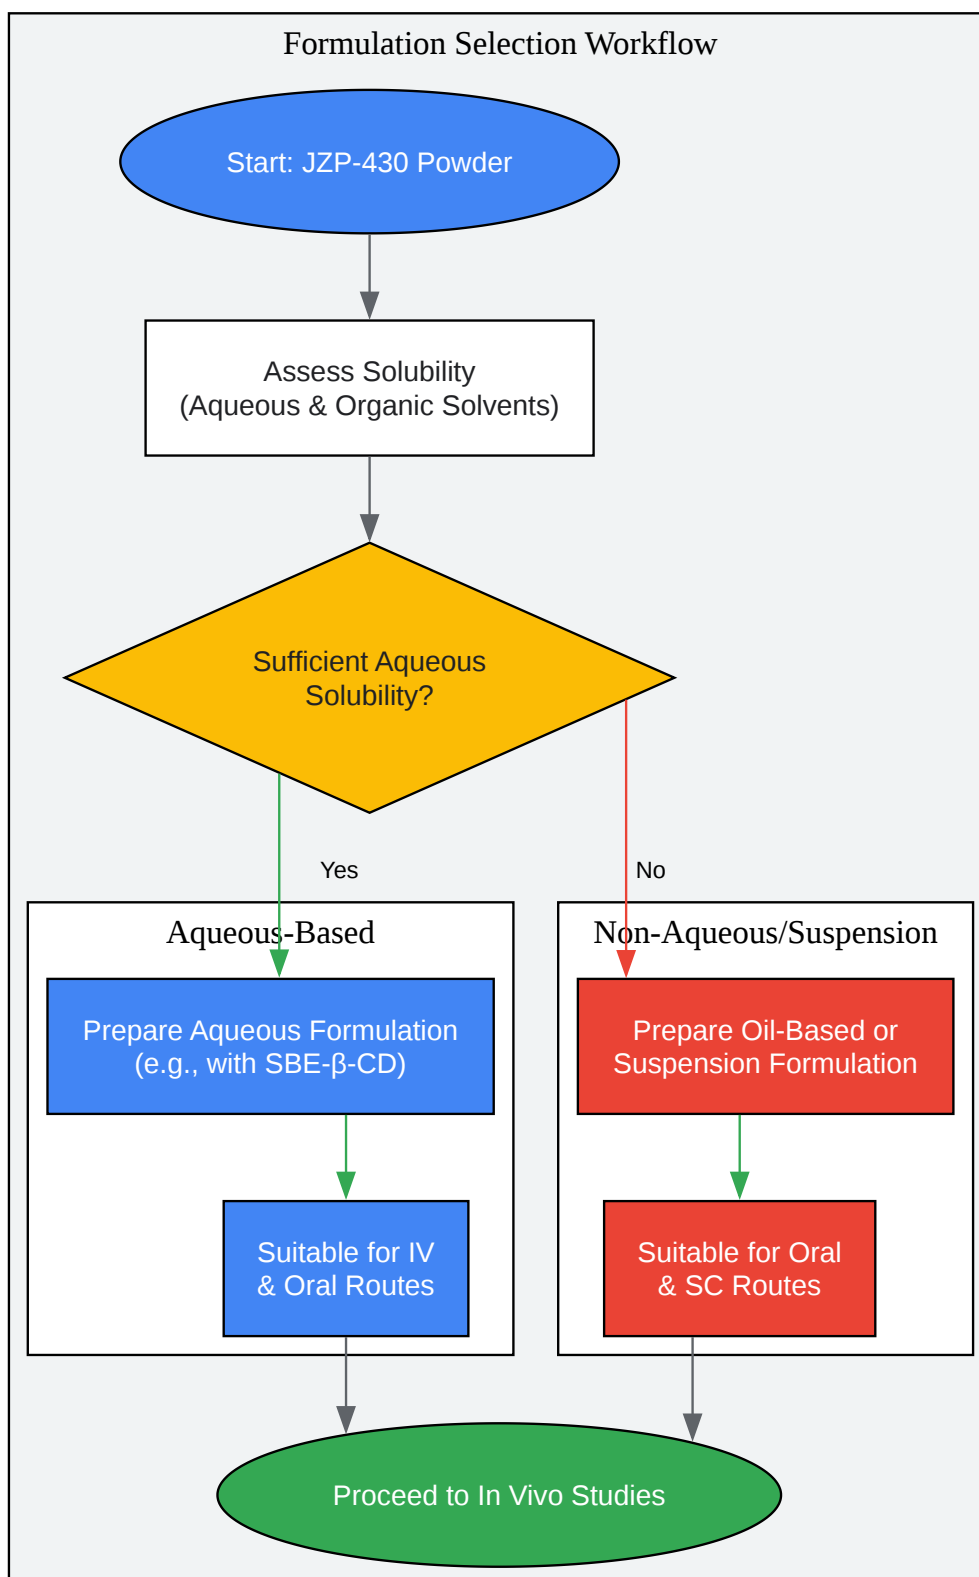 Formulation Selection Workflow
Start: JZP-430 Powder
Assess Solubility
(Aqueous & Organic Solvents)
Sufficient Aqueous
Solubility?
Yes
No
Aqueous-Based
Non-Aqueous/Suspension
Prepare Aqueous Formulation
(e.g., with SBE-β-CD)
Prepare Oil-Based or
Suspension Formulation
Suitable for IV
& Oral Routes
Suitable for Oral
& SC Routes
Proceed to In Vivo Studies